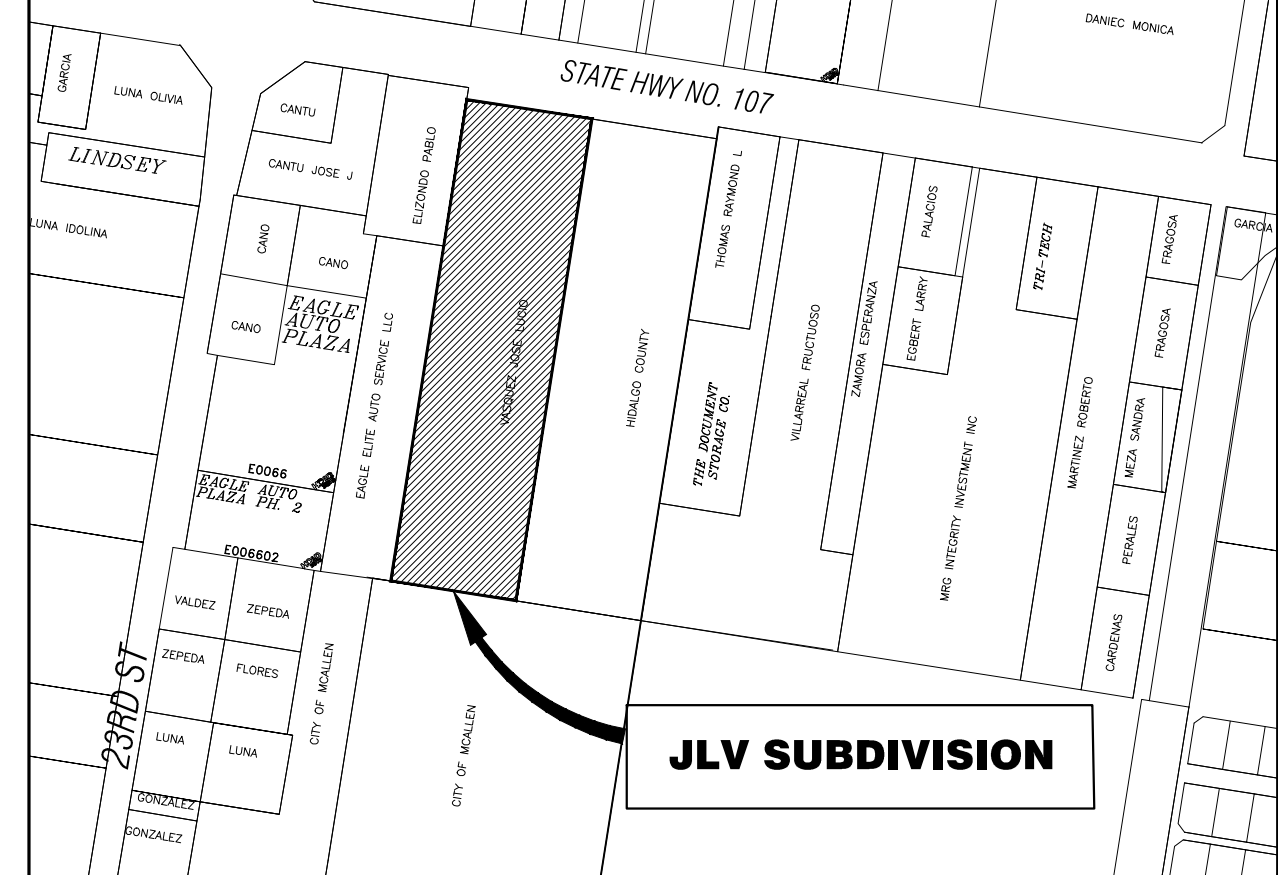 DANIEC MONICA
STATE HWY NO. 107
GARCIA
LUNA OLIVIA
CANTU
LINDSEY
CANTU JOSE J
ELIZONDO PABLO
THOMAS RAYMOND L
PALACIOS
FRAGOSA
GARCIA
LUNA IDOLINA
CANO
CANO
TRI-TECH
CANO
EAGLE
AUTO
PLAZA
EAGLE ELITE AUTO SERVICE LLC
VASQUEZ JOSE LUCIO
HIDALGO COUNTY
VILLARREAL FRUCTUOSO
ZAMORA ESPERANZA
EGBERT LARRY
FRAGOSA
THE DOCUMENT
STORAGE CO.
MRG INTEGRITY INVESTMENT INC
MARTINEZ ROBERTO
MEZA SANDRA
E0066
EAGLE AUTO
PLAZA PH. 2
PERALES
E006602
VALDEZ
ZEPEDA
CARDENAS
ZEPEDA
FLORES
CITY OF MCALLEN
23RD ST
LUNA
LUNA
CITY OF MCALLEN
JLV SUBDIVISION
GONZALEZ
GONZALEZ